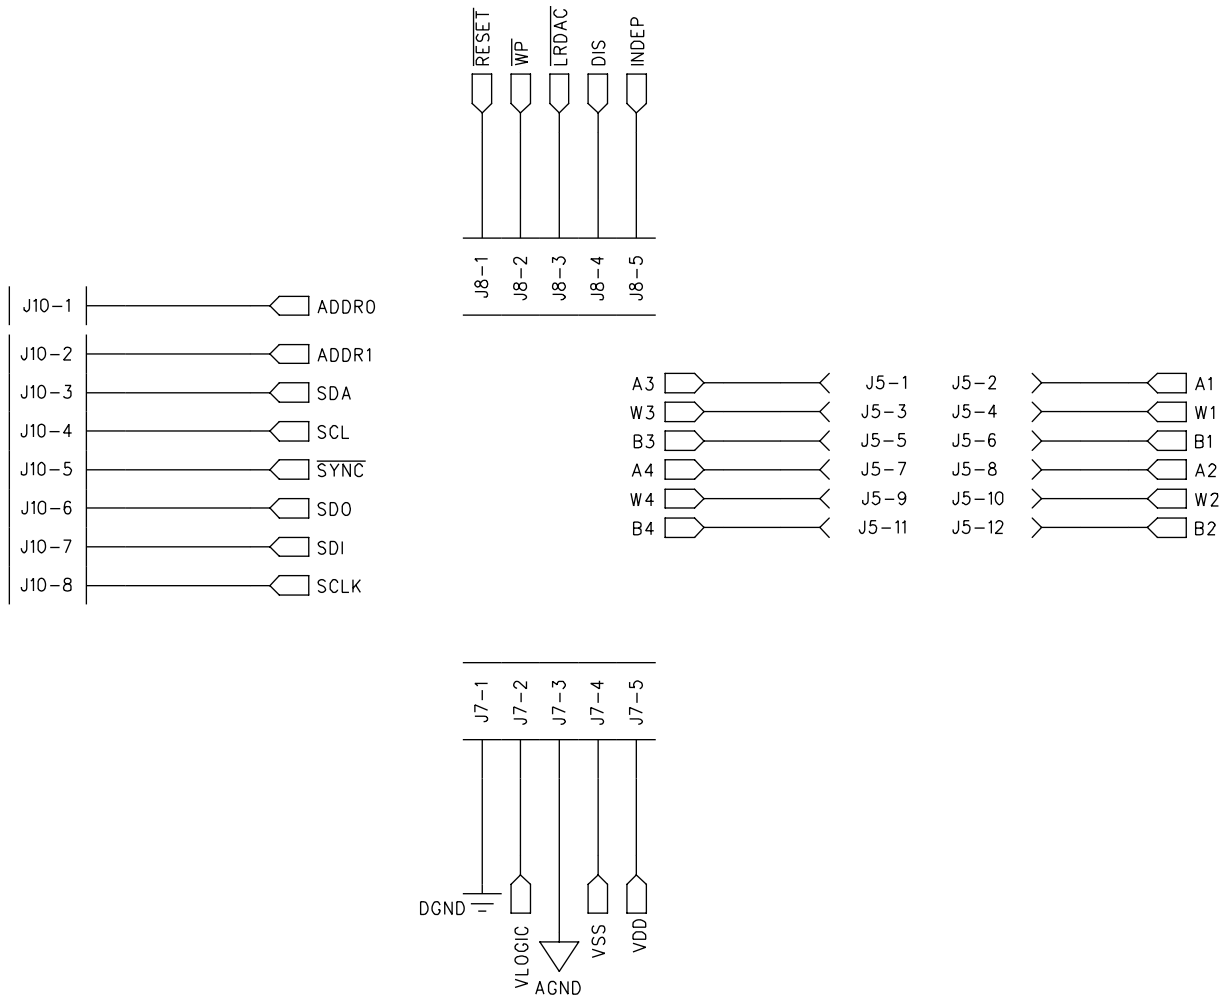 RESET
WP
LRDAC
DIS
INDEP
J8-1
J8-2
J8-3
J8-4
J8-5
J10-1 ADDR0
J10-2 ADDR1
J10-3 SDA
J10-4 SCL
J10-5 SYNC
J10-6 SDO
J10-7 SDI
J10-8 SCLK
A3 J5-1 J5-2 A1
W3 J5-3 J5-4 W1
B3 J5-5 J5-6 B1
A4 J5-7 J5-8 A2
W4 J5-9 J5-10 W2
B4 J5-11 J5-12 B2
J7-1
J7-2
J7-3
J7-4
J7-5
DGND
VLOGIC
AGND
VSS
VDD